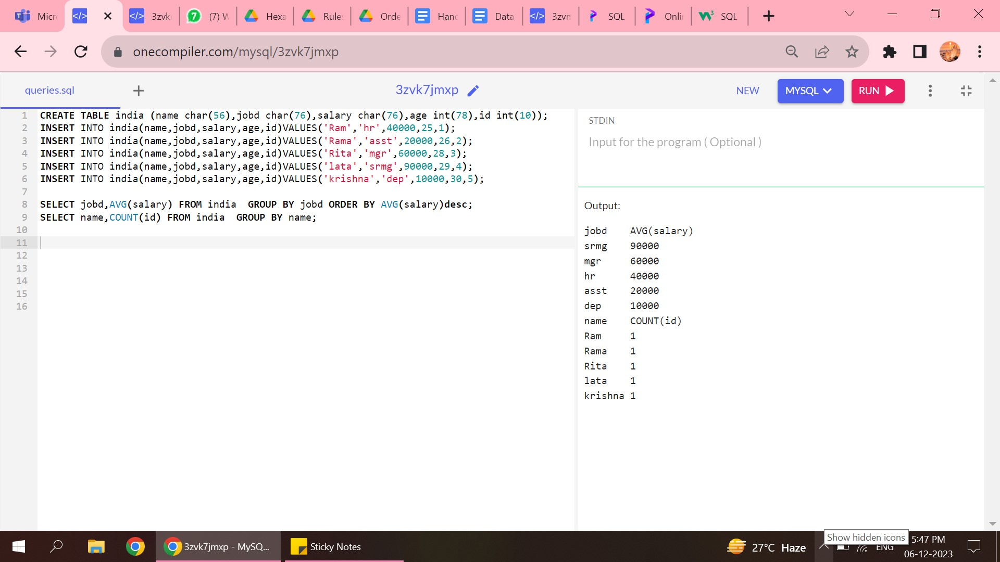 Micr
3zvk
(7) W
Hexa
Rules
Orde
Hand
Data
3zvm
SQL
Onli
SQL
onecompiler.com/mysql/3zvk7jmxp
queries.sql
3zvk7jmxp
NEW
MYSQL
RUN
1 CREATE TABLE india (name char(56),jobd char(76),salary char(76),age int(78),id int(10));
2 INSERT INTO india(name,jobd,salary,age,id)VALUES('Ram','hr',40000,25,1);
3 INSERT INTO india(name,jobd,salary,age,id)VALUES('Rama','asst',20000,26,2);
4 INSERT INTO india(name,jobd,salary,age,id)VALUES('Rita','mgr',60000,28,3);
5 INSERT INTO india(name,jobd,salary,age,id)VALUES('lata','srmg',90000,29,4);
6 INSERT INTO india(name,jobd,salary,age,id)VALUES('krishna','dep',10000,30,5);
7
8 SELECT jobd,AVG(salary) FROM india  GROUP BY jobd ORDER BY AVG(salary)desc;
9 SELECT name,COUNT(id) FROM india  GROUP BY name;
10
11
12
13
14
15
16
STDIN
Input for the program ( Optional )
Output:
jobd AVG(salary)
srmg 90000
mgr 60000
hr 40000
asst 20000
dep 10000
name COUNT(id)
Ram 1
Rama 1
Rita 1
lata 1
krishna 1
3zvk7jmxp - MySQ...
Sticky Notes
27°C Haze
Show hidden icons
ENG
5:47 PM
06-12-2023